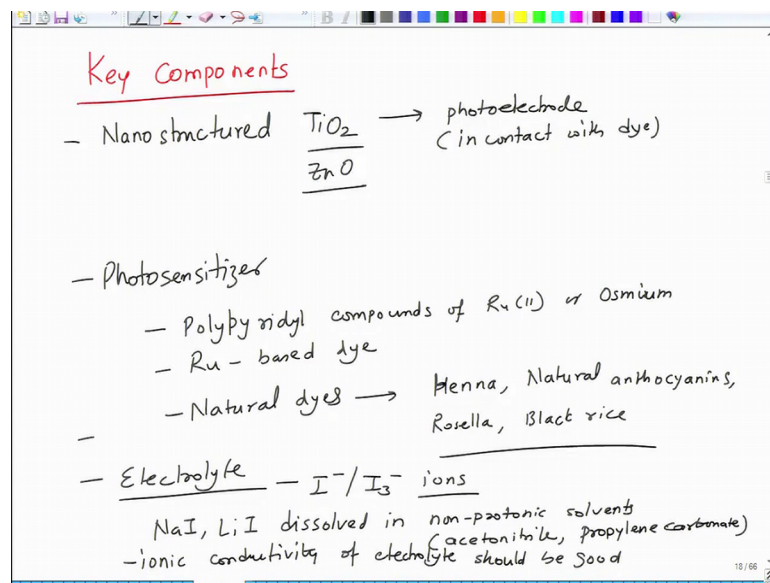 Key Components
- Nanostructured TiO2 → photoelectrode
(in contact with dye)
ZnO
- Photosensitizer
- Polypyridyl compounds of Ru(II) or Osmium
- Ru-based dye
- Natural dyes → Henna, Natural anthocyanins,
Rosella, Black rice
-
- Electrolyte - I⁻/I3⁻ ions
NaI, LiI dissolved in non-protonic solvents
(acetonitrile, propylene carbonate)
- ionic conductivity of electrolyte should be good
18 / 66